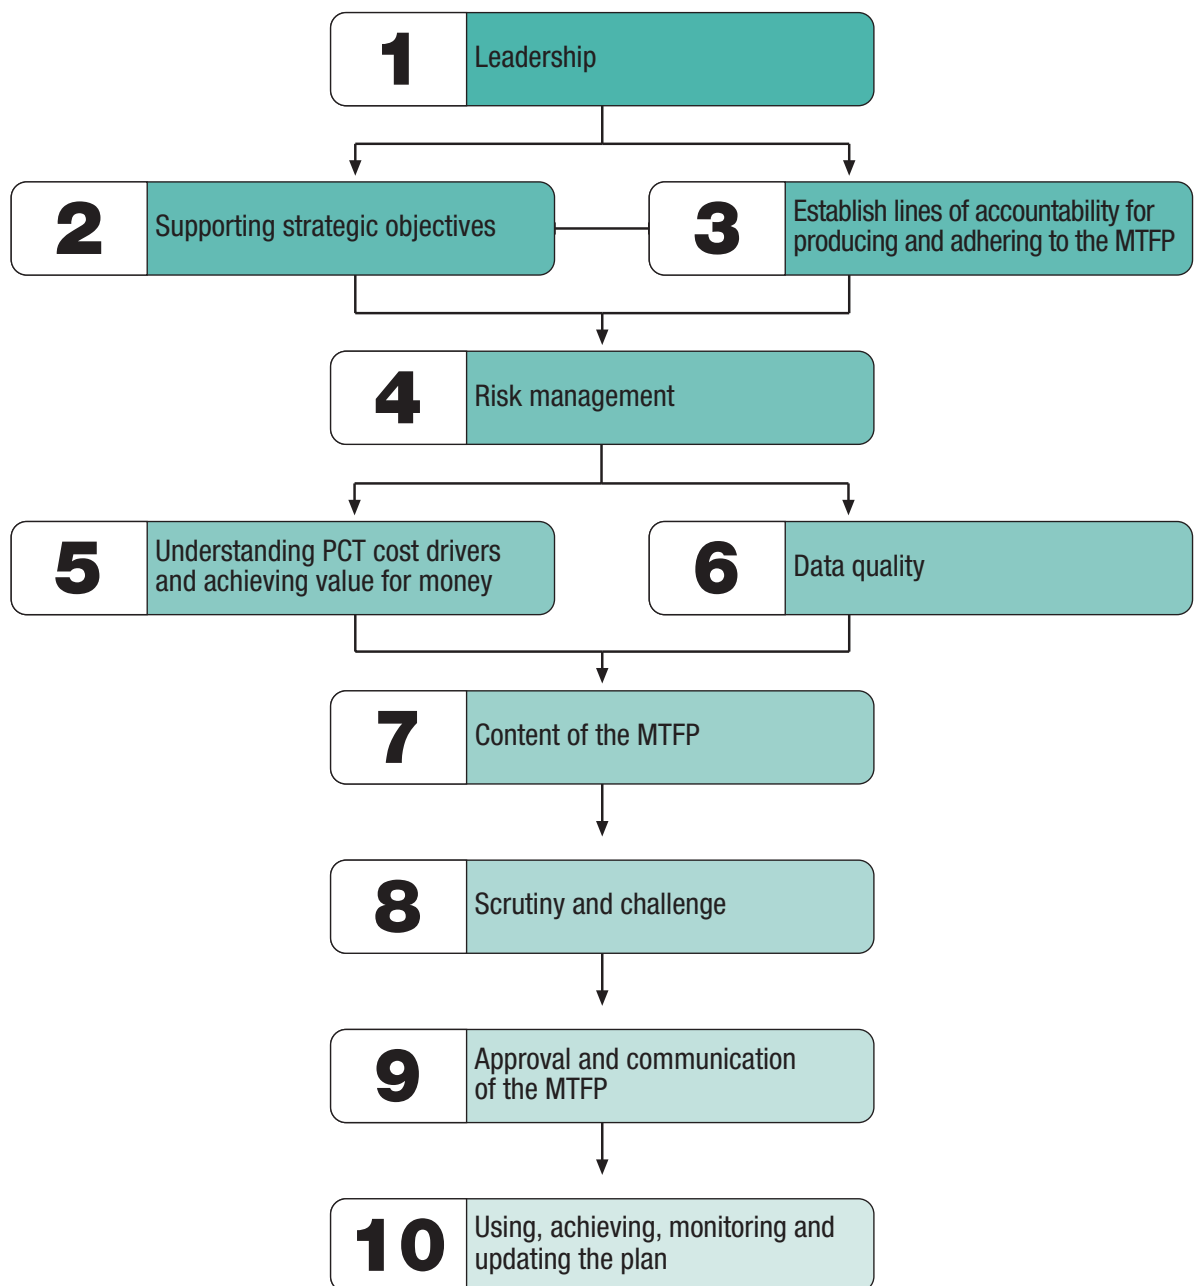 1
Leadership
2
Supporting strategic objectives
3
Establish lines of accountability for
producing and adhering to the MTFP
4
Risk management
5
Understanding PCT cost drivers
and achieving value for money
6
Data quality
7
Content of the MTFP
8
Scrutiny and challenge
9
Approval and communication
of the MTFP
10
Using, achieving, monitoring and
updating the plan